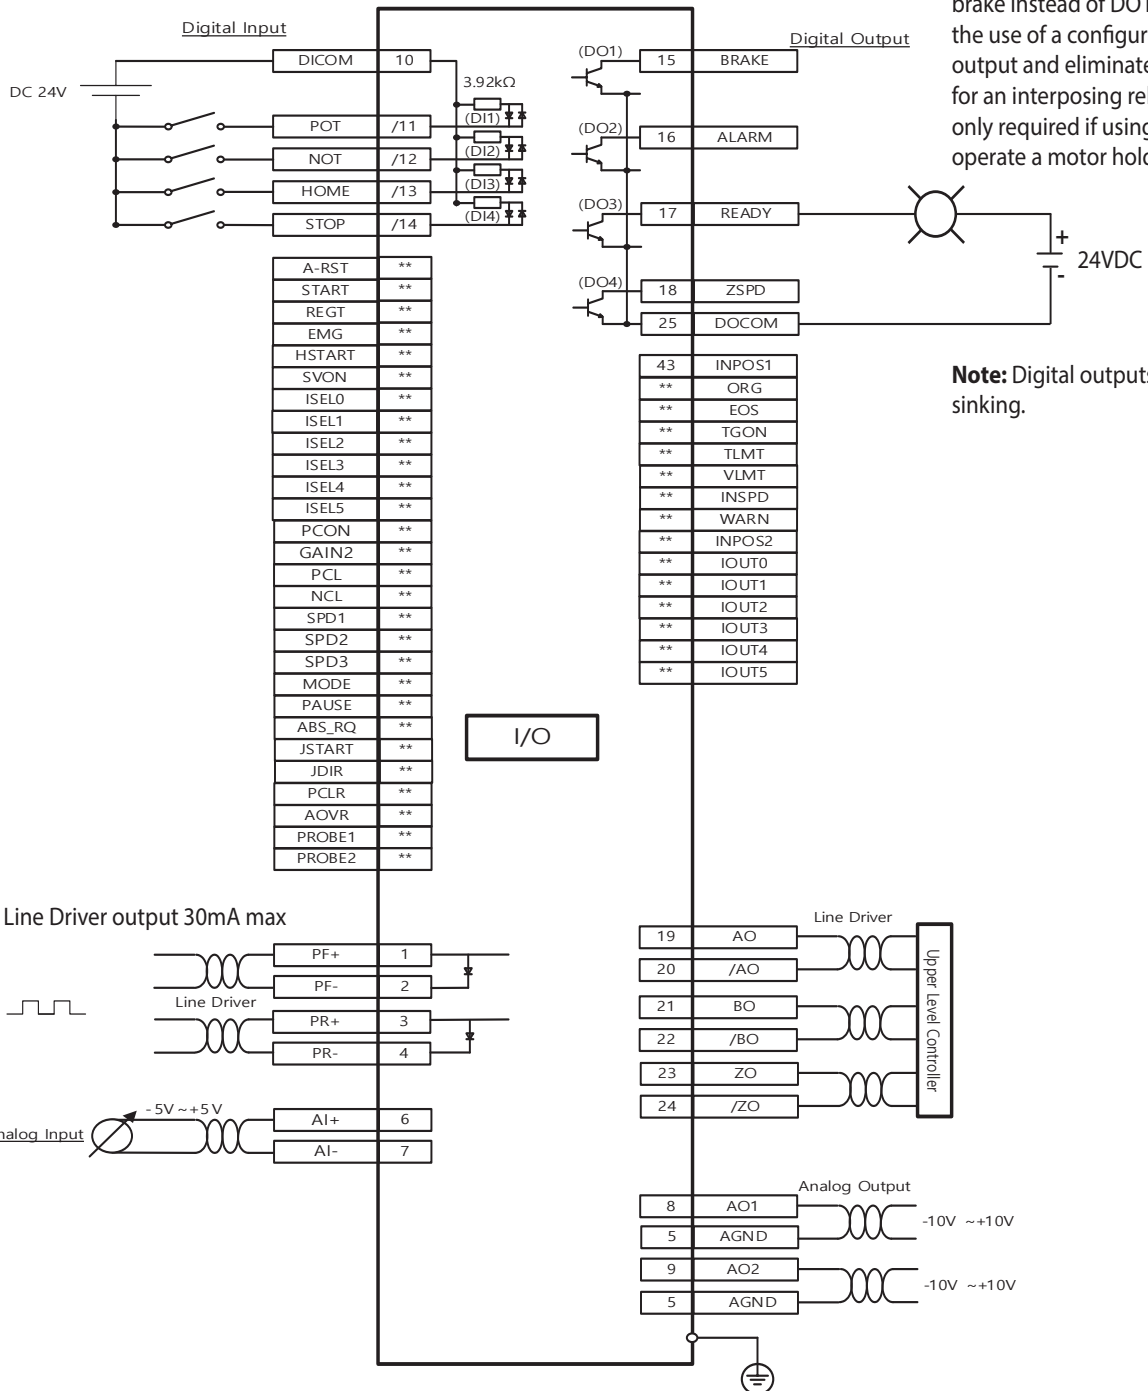 brake instead of DO1
the use of a configur
output and eliminate
for an interposing rel
only required if using
operate a motor hold
Digital Input
DC 24V
DICOM 10
3.92kΩ
POT /11 (DI1)
NOT /12 (DI2)
HOME /13 (DI3)
STOP /14 (DI4)
A-RST **
START **
REGT **
EMG **
HSTART **
SVON **
ISEL0 **
ISEL1 **
ISEL2 **
ISEL3 **
ISEL4 **
ISEL5 **
PCON **
GAIN2 **
PCL **
NCL **
SPD1 **
SPD2 **
SPD3 **
MODE **
PAUSE **
ABS_RQ **
JSTART **
JDIR **
PCLR **
AOVR **
PROBE1 **
PROBE2 **
Digital Output
(DO1) 15 BRAKE
(DO2) 16 ALARM
(DO3) 17 READY
+
24VDC
-
(DO4) 18 ZSPD
25 DOCOM
43 INPOS1
** ORG
** EOS
** TGON
** TLMT
** VLMT
** INSPD
** WARN
** INPOS2
** IOUT0
** IOUT1
** IOUT2
** IOUT3
** IOUT4
** IOUT5
Note: Digital outputs
sinking.
I/O
Line Driver output 30mA max
PF+ 1
PF- 2
Line Driver
PR+ 3
PR- 4
nalog Input
-5V~+5V
AI+ 6
AI- 7
Line Driver
19 AO
20 /AO
21 BO
22 /BO
23 ZO
24 /ZO
Upper Level Controller
Analog Output
8 AO1
5 AGND
-10V ~+10V
9 AO2
5 AGND
-10V ~+10V